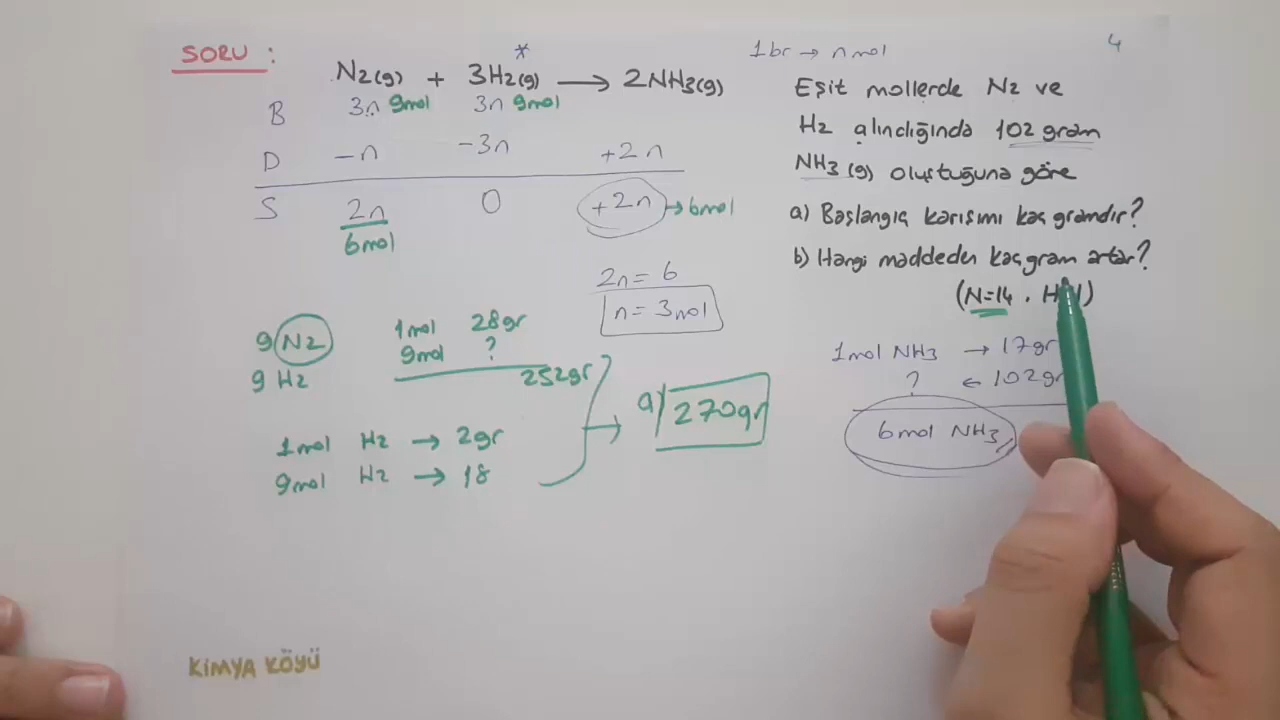 SORU :
*
N2(g) + 3H2(g) → 2NH3(g)
B 3n 9mol 3n 9mol
D -n -3n +2n
S 2n 0 +2n → 6mol
6mol
2n = 6
n = 3mol
9 N2
9 H2
1mol 28gr
9mol ?
252gr
1mol H2 → 2gr
9mol H2 → 18
→ a) 270gr
4
1br → n mol
Eşit mollerde N2 ve
H2 alındığında 102 gram
NH3(g) oluştuğuna göre
a) Başlangıç karışımı kaç gramdır?
b) Hangi maddeden kaç gram artar?
(N=14 . H )
1mol NH3 → 17gr
? ← 102gr
6mol NH3
KİMYA KÖYÜ